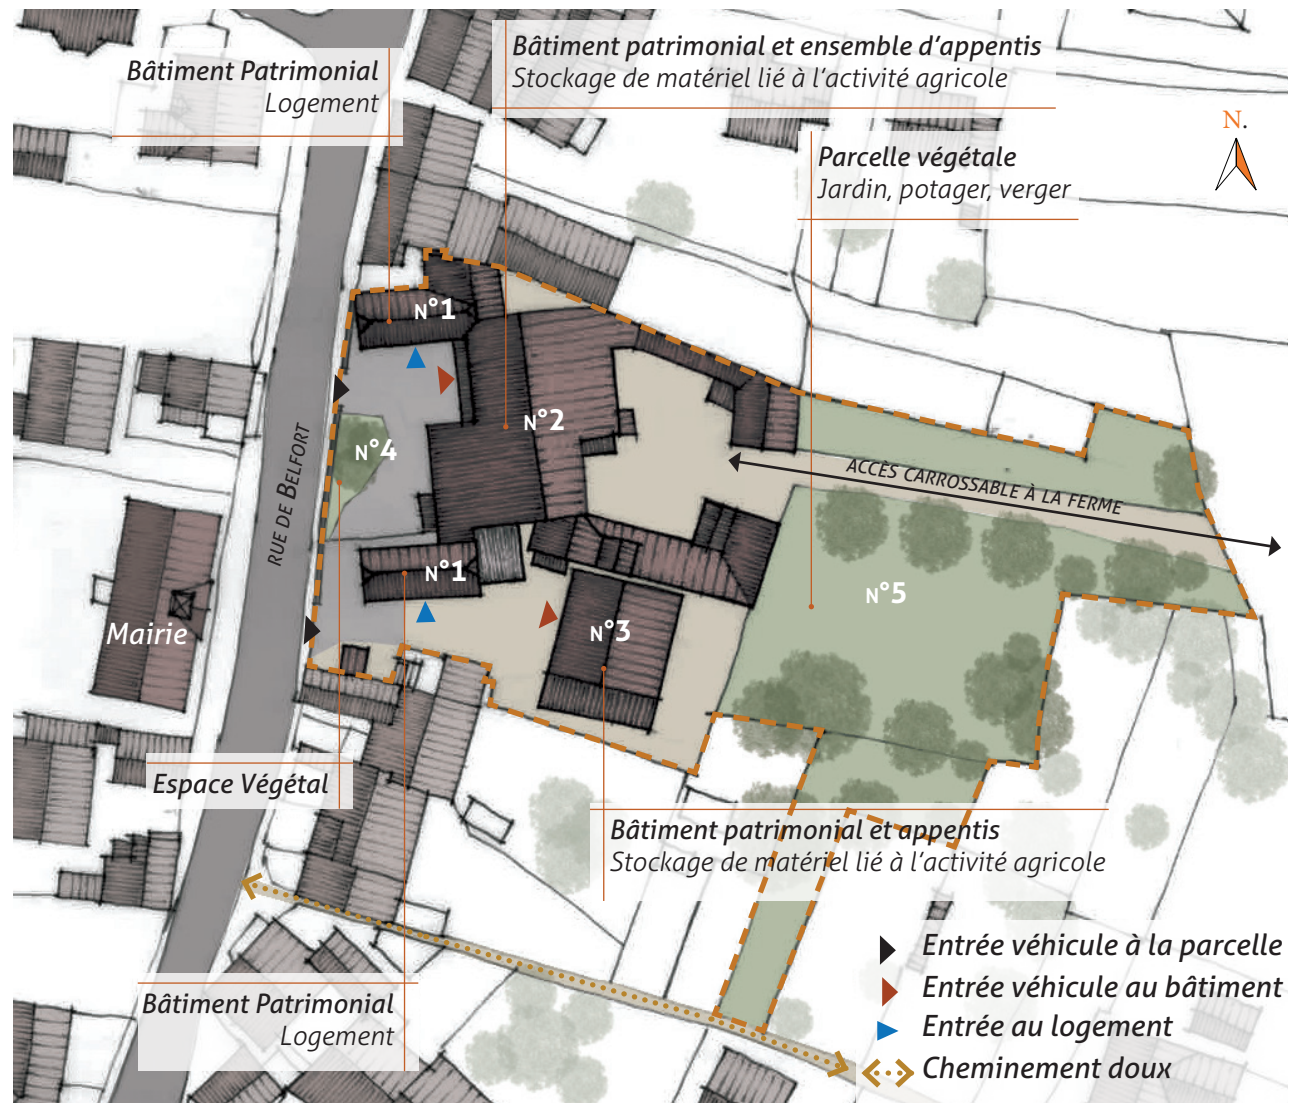 Bâtiment Patrimonial
Logement
Bâtiment patrimonial et ensemble d’appentis
Stockage de matériel lié à l’activité agricole
N.
Parcelle végétale
Jardin, potager, verger
N°1
N°2
N°4
RUE DE BELFORT
ACCÈS CARROSSABLE À LA FERME
N°1
N°5
N°3
Mairie
Espace Végétal
Bâtiment patrimonial et appentis
Stockage de matériel lié à l’activité agricole
Bâtiment Patrimonial
Logement
Entrée véhicule à la parcelle
Entrée véhicule au bâtiment
Entrée au logement
Cheminement doux